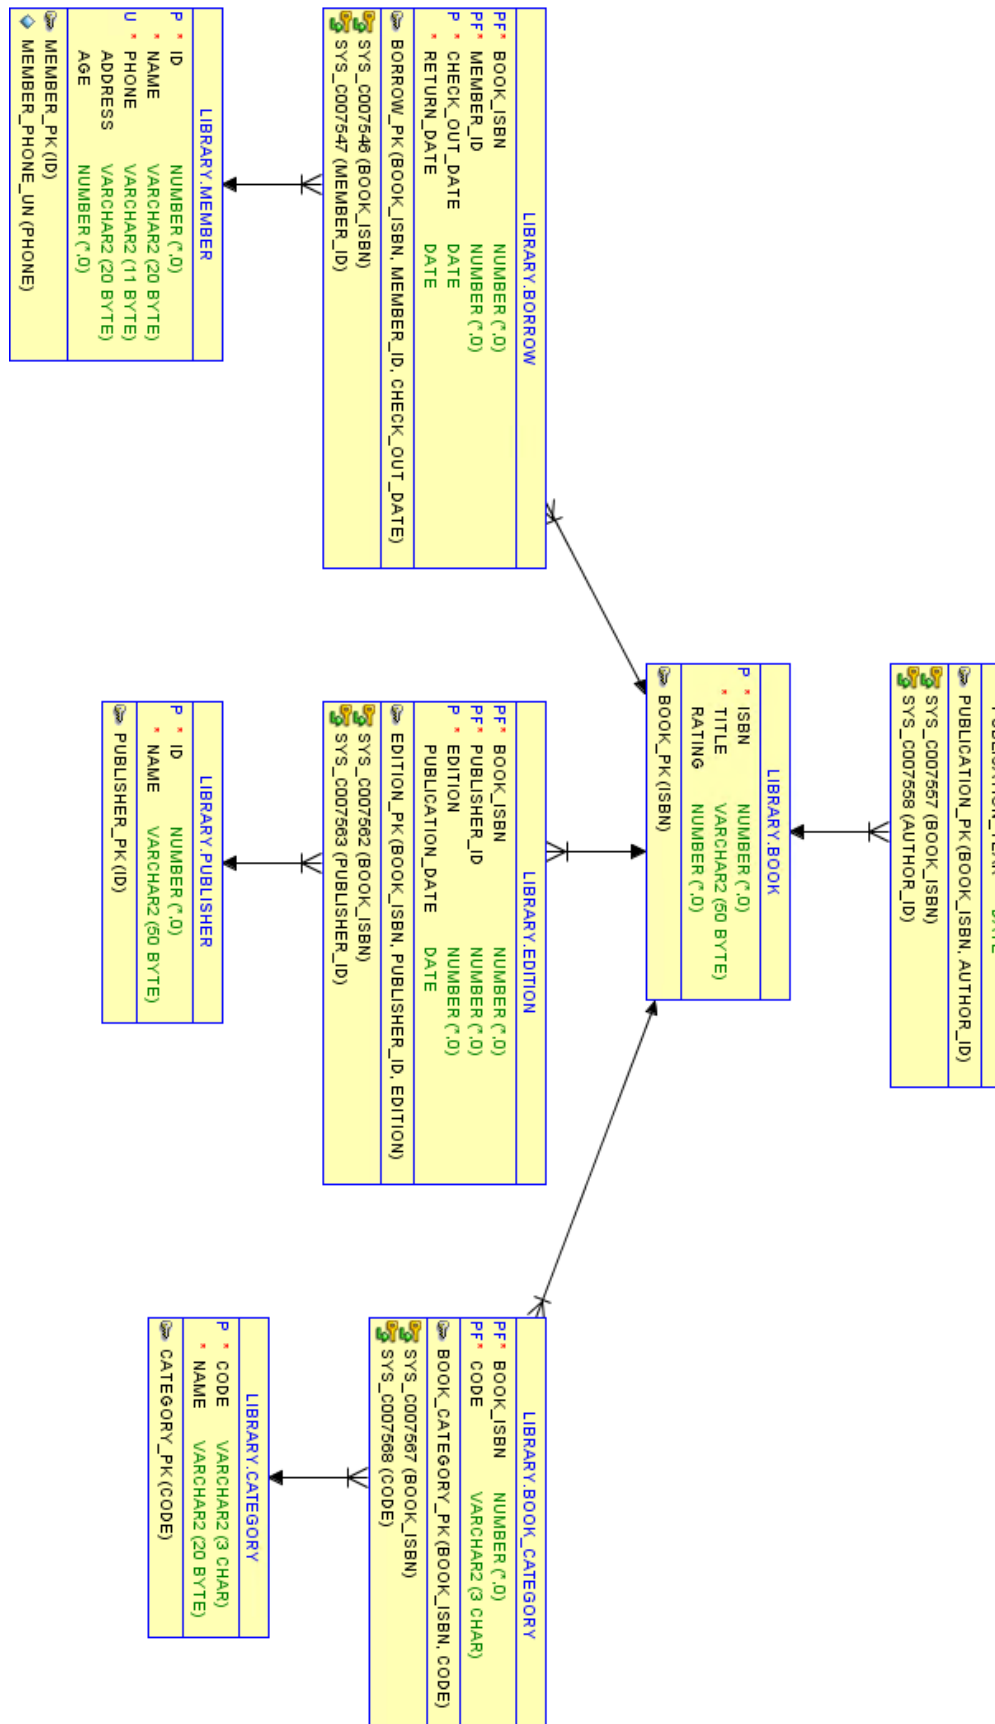 PUBLICATION_YEAR DATE
PUBLICATION_PK (BOOK_ISBN, AUTHOR_ID)
SYS_C007557 (BOOK_ISBN)
SYS_C007558 (AUTHOR_ID)
LIBRARY.BOOK
P * ISBN NUMBER (*,0)
* TITLE VARCHAR2 (50 BYTE)
RATING NUMBER (*,0)
BOOK_PK (ISBN)
LIBRARY.BORROW
PF* BOOK_ISBN NUMBER (*,0)
PF* MEMBER_ID NUMBER (*,0)
P * CHECK_OUT_DATE DATE
* RETURN_DATE DATE
BORROW_PK (BOOK_ISBN, MEMBER_ID, CHECK_OUT_DATE)
SYS_C007546 (BOOK_ISBN)
SYS_C007547 (MEMBER_ID)
LIBRARY.EDITION
PF* BOOK_ISBN NUMBER (*,0)
PF* PUBLISHER_ID NUMBER (*,0)
P * EDITION NUMBER (*,0)
PUBLICATION_DATE DATE
EDITION_PK (BOOK_ISBN, PUBLISHER_ID, EDITION)
SYS_C007562 (BOOK_ISBN)
SYS_C007563 (PUBLISHER_ID)
LIBRARY.BOOK_CATEGORY
PF* BOOK_ISBN NUMBER (*,0)
PF* CODE VARCHAR2 (3 CHAR)
BOOK_CATEGORY_PK (BOOK_ISBN, CODE)
SYS_C007567 (BOOK_ISBN)
SYS_C007568 (CODE)
LIBRARY.MEMBER
P * ID NUMBER (*,0)
* NAME VARCHAR2 (20 BYTE)
U * PHONE VARCHAR2 (11 BYTE)
ADDRESS VARCHAR2 (20 BYTE)
AGE NUMBER (*,0)
MEMBER_PK (ID)
MEMBER_PHONE_UN (PHONE)
LIBRARY.PUBLISHER
P * ID NUMBER (*,0)
* NAME VARCHAR2 (50 BYTE)
PUBLISHER_PK (ID)
LIBRARY.CATEGORY
P * CODE VARCHAR2 (3 CHAR)
* NAME VARCHAR2 (20 BYTE)
CATEGORY_PK (CODE)